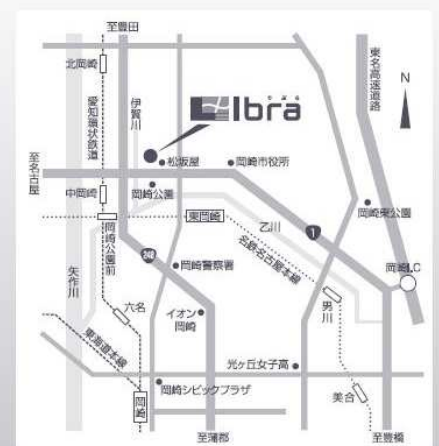 至豊田
北岡崎
愛知環状鉄道
伊賀川
東名高速道路
N
いぶら
Ibra
至名古屋
松坂屋
岡崎市役所
中岡崎
岡崎公園
岡崎東公園
東岡崎
乙川
1
岡崎公園前
248
名鉄名古屋本線
岡崎I.C
矢作川
岡崎警察署
六名
イオン
岡崎
男川
東海道本線
光ヶ丘女子高
岡崎
岡崎シビックプラザ
美合
至蒲郡
至豊橋